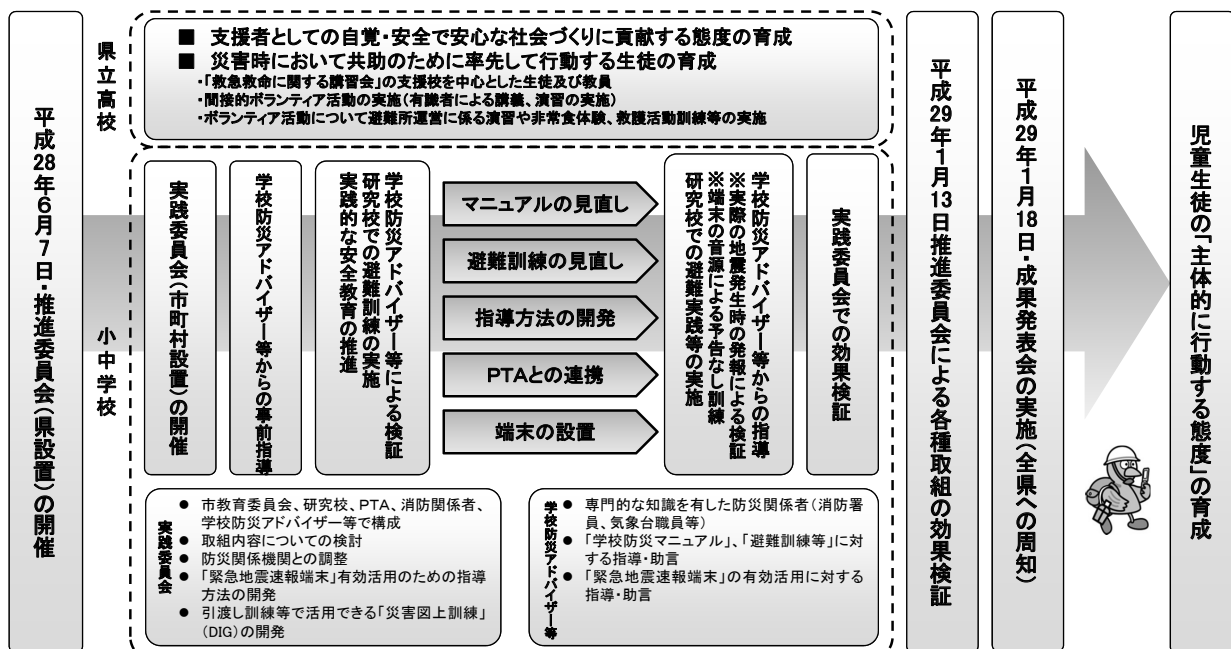 平成28年6月7日・推進委員会(県設置)の開催
県立高校
■ 支援者としての自覚・安全で安心な社会づくりに貢献する態度の育成
■ 災害時において共助のために率先して行動する生徒の育成
・「救急救命に関する講習会」の支援校を中心とした生徒及び教員
・間接的ボランティア活動の実施(有識者による講義、演習の実施)
・ボランティア活動について避難所運営に係る演習や非常食体験、救護活動訓練等の実施
小中学校
実践委員会(市町村設置)の開催
学校防災アドバイザー等からの事前指導
学校防災アドバイザー等による検証
研究校での避難訓練の実施
実践的な安全教育の推進
マニュアルの見直し
避難訓練の見直し
指導方法の開発
PTAとの連携
端末の設置
学校防災アドバイザー等からの指導
※実際の地震発生時の発報による検証
※端末の音源による予告なし訓練
研究校での避難実践等の実施
実践委員会での効果検証
実践委員会
● 市教育委員会、研究校、PTA、消防関係者、
学校防災アドバイザー等で構成
● 取組内容についての検討
● 防災関係機関との調整
● 「緊急地震速報端末」有効活用のための指導
方法の開発
● 引渡し訓練等で活用できる「災害図上訓練」
(DIG)の開発
学校防災アドバイザー等
● 専門的な知識を有した防災関係者(消防署
員、気象台職員等)
● 「学校防災マニュアル」、「避難訓練等」に対
する指導・助言
● 「緊急地震速報端末」の有効活用に対する
指導・助言
平成29年1月13日推進委員会による各種取組の効果検証
平成29年1月18日・成果発表会の実施(全県への周知)
児童生徒の「主体的に行動する態度」の育成